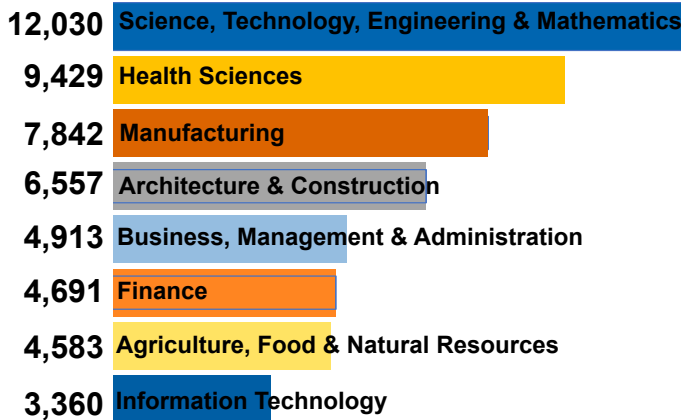 12,030 Science, Technology, Engineering & Mathematics
9,429 Health Sciences
7,842 Manufacturing
6,557 Architecture & Construction
4,913 Business, Management & Administration
4,691 Finance
4,583 Agriculture, Food & Natural Resources
3,360 Information Technology